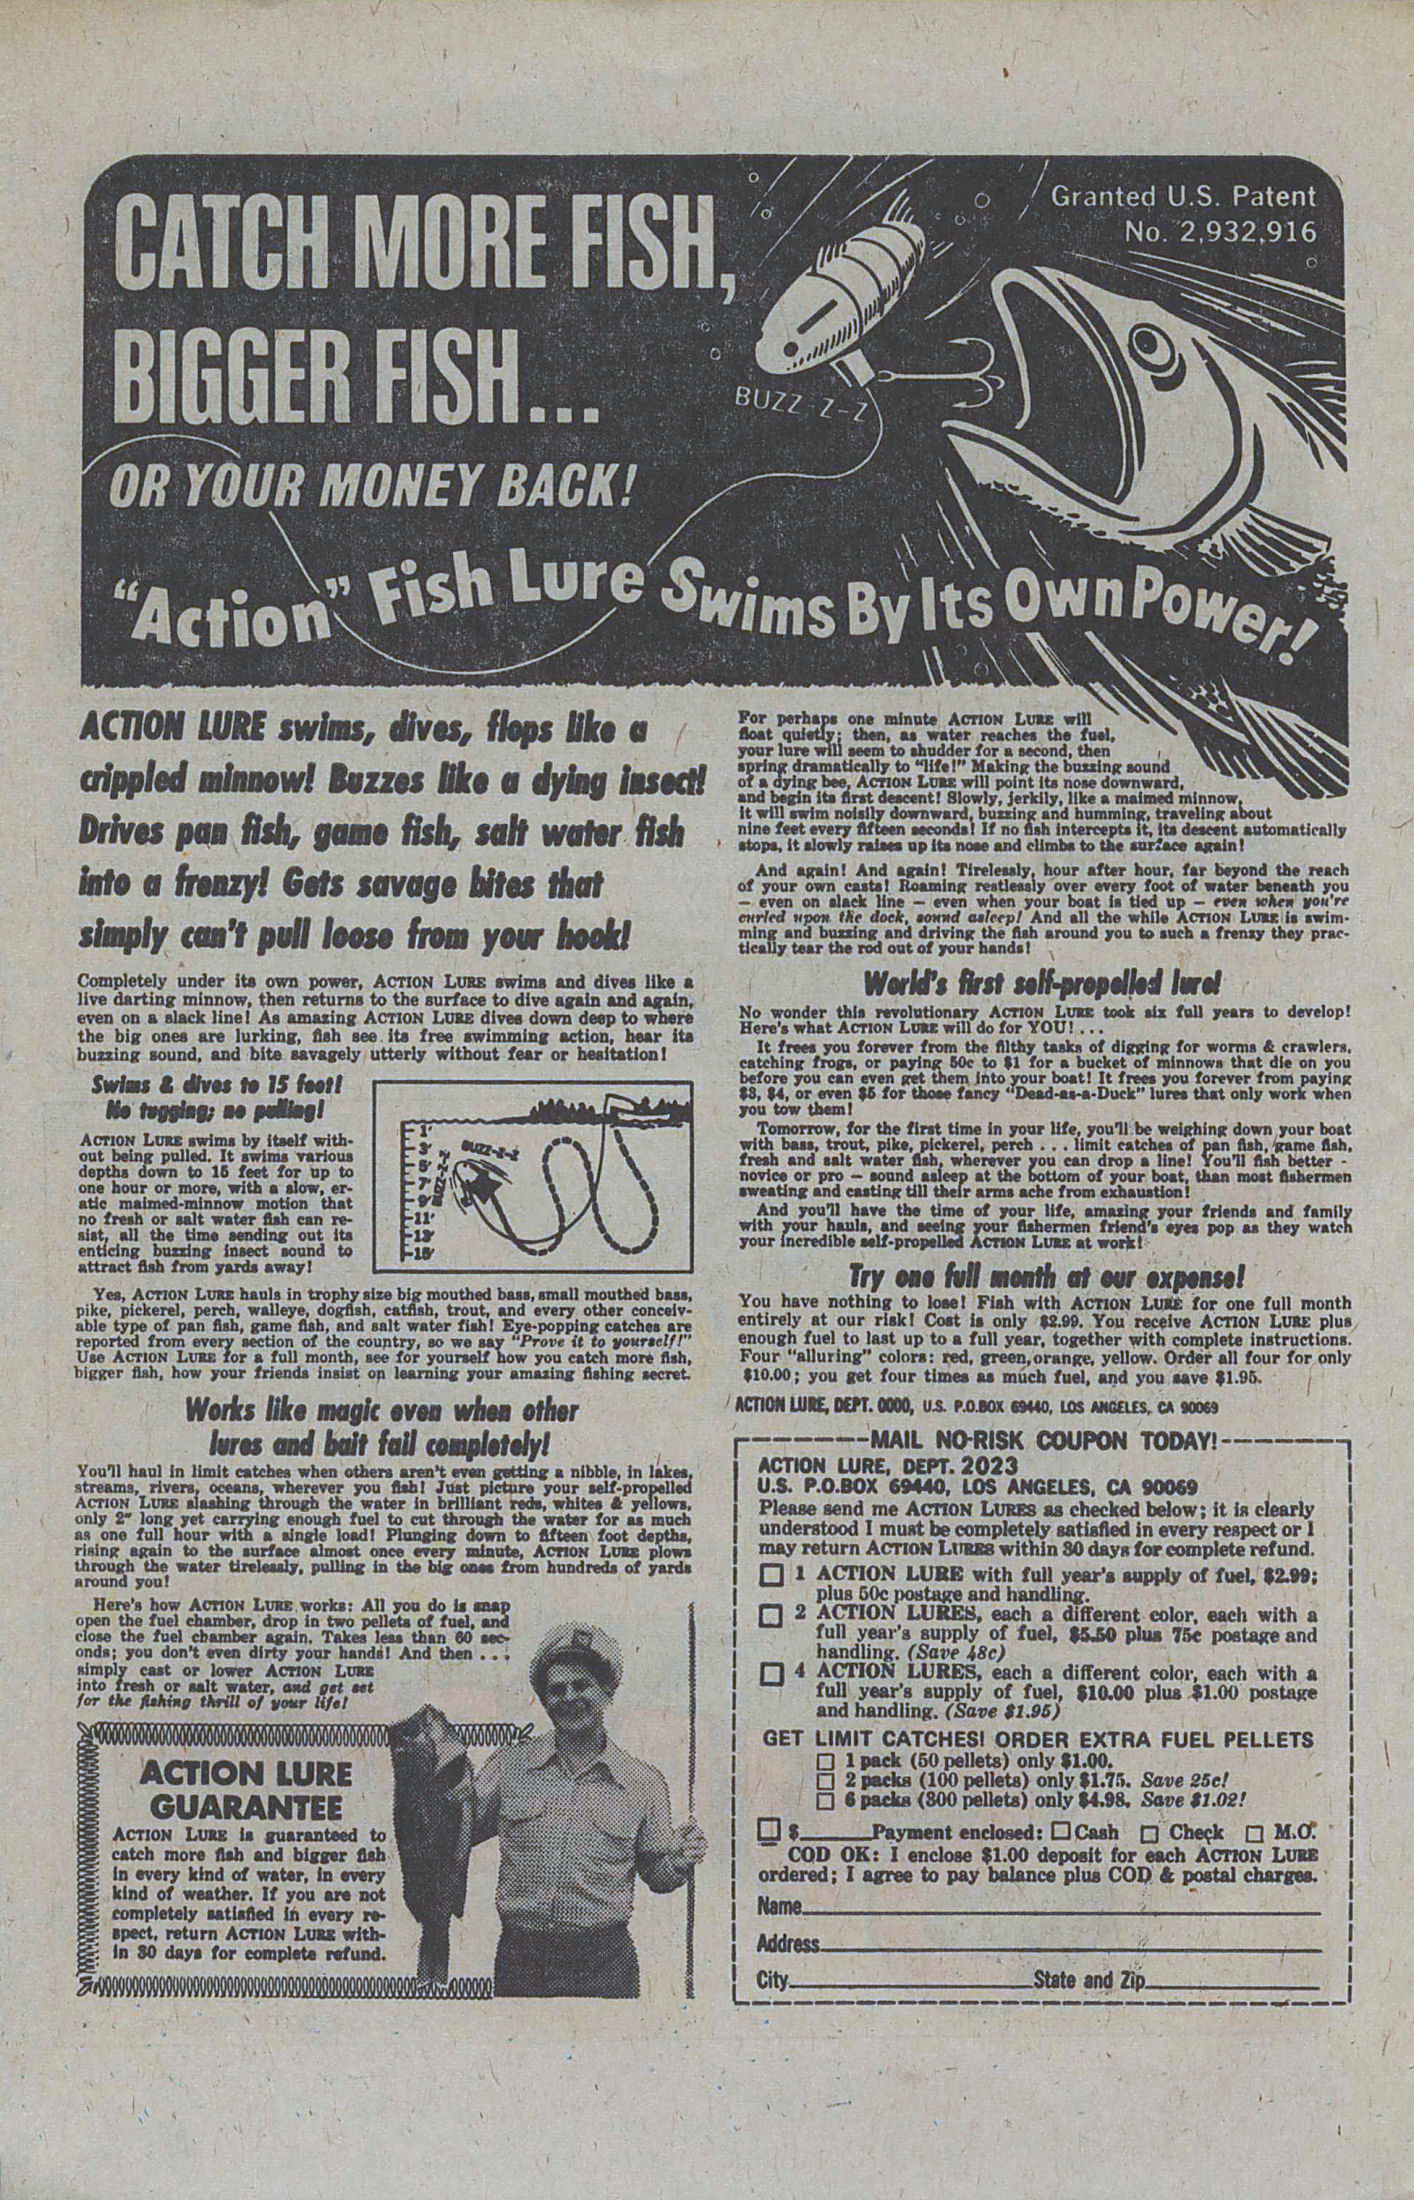 CATCH MORE FISH,
BIGGER FISH...
OR YOUR MONEY BACK!
Granted U.S. Patent
No. 2,932,916
BUZZ-Z-Z
"Action" Fish Lure Swims By Its Own Power!
ACTION LURE swims, dives, flops like a
crippled minnow! Buzzes like a dying insect!
Drives pan fish, game fish, salt water fish
into a frenzy! Gets savage bites that
simply can't pull loose from your hook!
Completely under its own power, ACTION LURE swims and dives like a
live darting minnow, then returns to the surface to dive again and again,
even on a slack line! As amazing ACTION LURE dives down deep to where
the big ones are lurking, fish see its free swimming action, hear its
buzzing sound, and bite savagely utterly without fear or hesitation!
Swims & dives to 15 feet!
No tugging; no pulling!
ACTION LURE swims by itself with-
out being pulled. It swims various
depths down to 15 feet for up to
one hour or more, with a slow, er-
atic maimed-minnow motion that
no fresh or salt water fish can re-
sist, all the time sending out its
enticing buzzing insect sound to
attract fish from yards away!
1'
3'
5'
7'
9'
11'
13'
15'
BUZZ-Z-Z
BUZZ-Z-Z
Yes, ACTION LURE hauls in trophy size big mouthed bass, small mouthed bass,
pike, pickerel, perch, walleye, dogfish, catfish, trout, and every other conceiv-
able type of pan fish, game fish, and salt water fish! Eye-popping catches are
reported from every section of the country, so we say "Prove it to yourself!"
Use ACTION LURE for a full month, see for yourself how you catch more fish,
bigger fish, how your friends insist on learning your amazing fishing secret.
Works like magic even when other
lures and bait fail completely!
You'll haul in limit catches when others aren't even getting a nibble, in lakes,
streams, rivers, oceans, wherever you fish! Just picture your self-propelled
ACTION LURE slashing through the water in brilliant reds, whites & yellows,
only 2" long yet carrying enough fuel to cut through the water for as much
as one full hour with a single load! Plunging down to fifteen foot depths,
rising again to the surface almost once every minute, ACTION LURE plows
through the water tirelessly, pulling in the big ones from hundreds of yards
around you!
Here's how ACTION LURE works: All you do is snap
open the fuel chamber, drop in two pellets of fuel, and
close the fuel chamber again. Takes less than 60 sec-
onds; you don't even dirty your hands! And then . . .
simply cast or lower ACTION LURE
into fresh or salt water, and get set
for the fishing thrill of your life!
ACTION LURE
GUARANTEE
ACTION LURE is guaranteed to
catch more fish and bigger fish
in every kind of water, in every
kind of weather. If you are not
completely satisfied in every re-
spect, return ACTION LURE with-
in 30 days for complete refund.
For perhaps one minute ACTION LURE will
float quietly; then, as water reaches the fuel,
your lure will seem to shudder for a second, then
spring dramatically to "life!" Making the buzzing sound
of a dying bee, ACTION LURE will point its nose downward,
and begin its first descent! Slowly, jerkily, like a maimed minnow,
it will swim noisily downward, buzzing and humming, traveling about
nine feet every fifteen seconds! If no fish intercepts it, its descent automatically
stops, it slowly raises up its nose and climbs to the surface again!
And again! And again! Tirelessly, hour after hour, far beyond the reach
of your own casts! Roaming restlessly over every foot of water beneath you
— even on slack line — even when your boat is tied up — even when you're
curled upon the dock, sound asleep! And all the while ACTION LURE is swim-
ming and buzzing and driving the fish around you to such a frenzy they prac-
tically tear the rod out of your hands!
World's first self-propelled lure!
No wonder this revolutionary ACTION LURE took six full years to develop!
Here's what ACTION LURE will do for YOU! . . .
It frees you forever from the filthy tasks of digging for worms & crawlers,
catching frogs, or paying 50c to $1 for a bucket of minnows that die on you
before you can even get them into your boat! It frees you forever from paying
$3, $4, or even $5 for those fancy "Dead-as-a-Duck" lures that only work when
you tow them!
Tomorrow, for the first time in your life, you'll be weighing down your boat
with bass, trout, pike, pickerel, perch . . . limit catches of pan fish, game fish,
fresh and salt water fish, wherever you can drop a line! You'll fish better -
novice or pro — sound asleep at the bottom of your boat, than most fishermen
sweating and casting till their arms ache from exhaustion!
And you'll have the time of your life, amazing your friends and family
with your hauls, and seeing your fishermen friend's eyes pop as they watch
your incredible self-propelled ACTION LURE at work!
Try one full month at our expense!
You have nothing to lose! Fish with ACTION LURE for one full month
entirely at our risk! Cost is only $2.99. You receive ACTION LURE plus
enough fuel to last up to a full year, together with complete instructions.
Four "alluring" colors: red, green, orange, yellow. Order all four for only
$10.00; you get four times as much fuel, and you save $1.95.
ACTION LURE, DEPT. 0000, U.S. P.O.BOX 69440, LOS ANGELES, CA 90069
MAIL NO-RISK COUPON TODAY!
ACTION LURE, DEPT. 2023
U.S. P.O.BOX 69440, LOS ANGELES, CA 90069
Please send me ACTION LURES as checked below; it is clearly
understood I must be completely satisfied in every respect or I
may return ACTION LURES within 30 days for complete refund.
1 ACTION LURE with full year's supply of fuel, $2.99;
plus 50c postage and handling.
2 ACTION LURES, each a different color, each with a
full year's supply of fuel, $5.50 plus 75c postage and
handling. (Save 48c)
4 ACTION LURES, each a different color, each with a
full year's supply of fuel, $10.00 plus $1.00 postage
and handling. (Save $1.95)
GET LIMIT CATCHES! ORDER EXTRA FUEL PELLETS
1 pack (50 pellets) only $1.00.
2 packs (100 pellets) only $1.75. Save 25c!
6 packs (300 pellets) only $4.98. Save $1.02!
$______Payment enclosed: Cash Check M.O.
COD OK: I enclose $1.00 deposit for each ACTION LURE
ordered; I agree to pay balance plus COD & postal charges.
Name
Address
City State and Zip